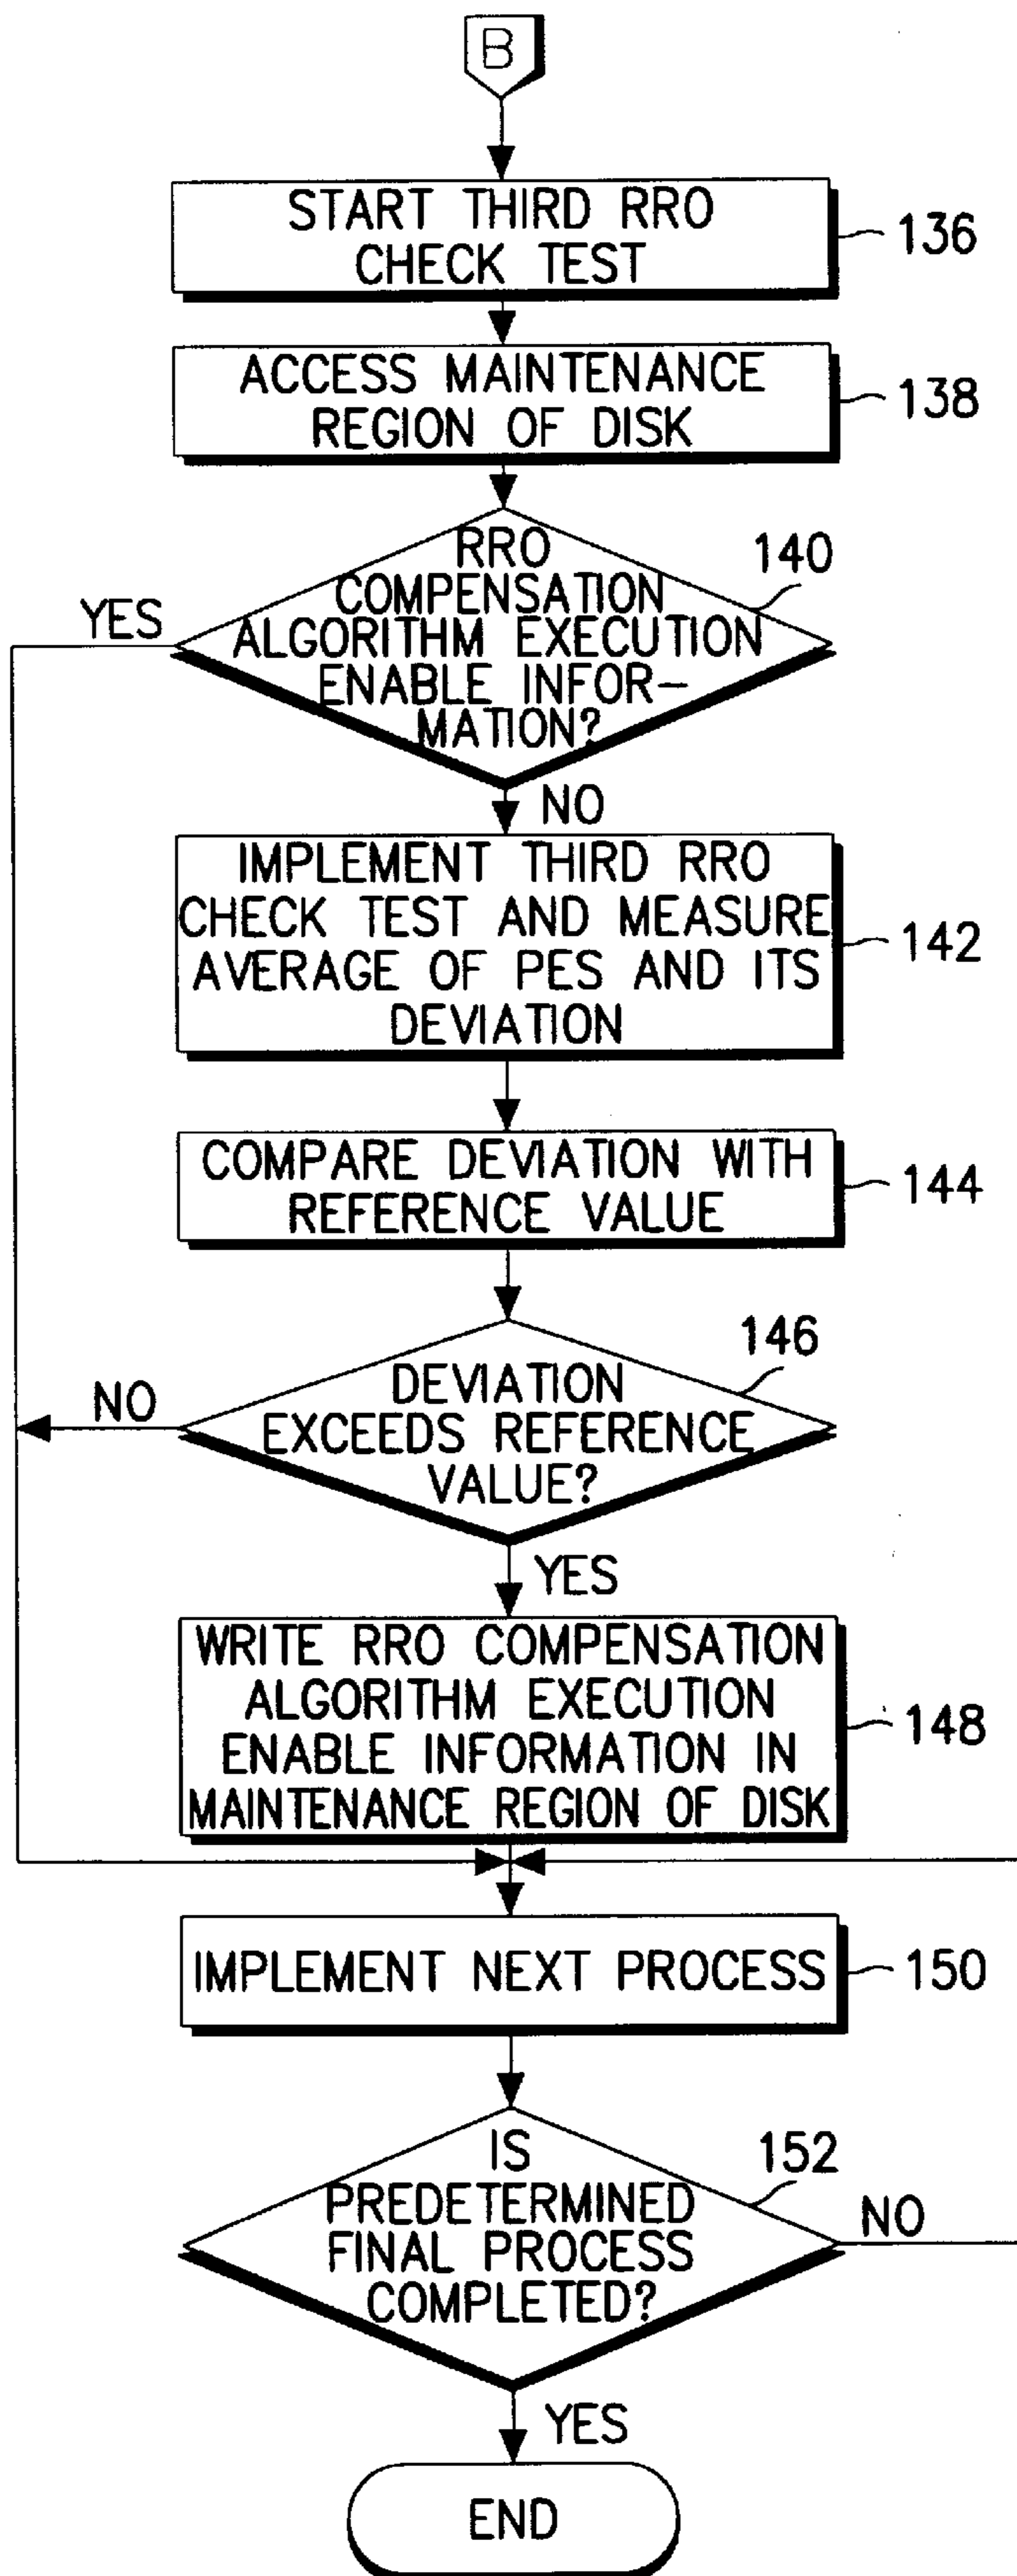 B
START THIRD RRO
CHECK TEST
136
ACCESS MAINTENANCE
REGION OF DISK
138
RRO
COMPENSATION
ALGORITHM EXECUTION
ENABLE INFOR-
MATION?
140
YES
NO
IMPLEMENT THIRD RRO
CHECK TEST AND MEASURE
AVERAGE OF PES AND ITS
DEVIATION
142
COMPARE DEVIATION WITH
REFERENCE VALUE
144
DEVIATION
EXCEEDS REFERENCE
VALUE?
146
NO
YES
WRITE RRO COMPENSATION
ALGORITHM EXECUTION
ENABLE INFORMATION IN
MAINTENANCE REGION OF DISK
148
IMPLEMENT NEXT PROCESS
150
IS
PREDETERMINED
FINAL PROCESS
COMPLETED?
152
NO
YES
END